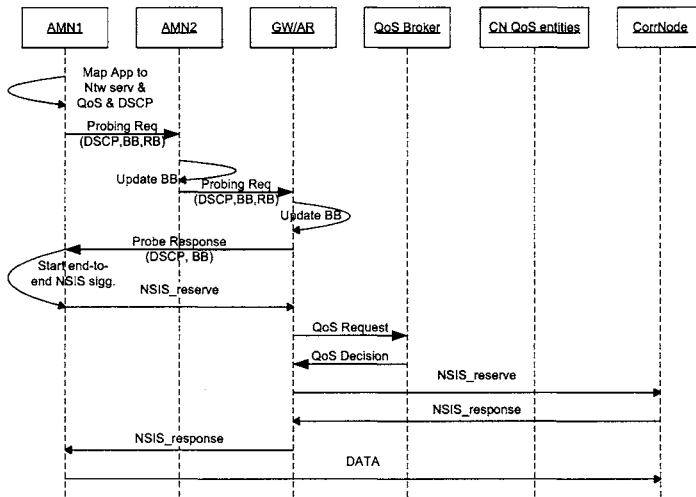 AMN1
AMN2
GW/AR
QoS Broker
CN QoS entities
CorrNode
Map App to
Ntw serv &
QoS & DSCP
Probing Req
(DSCP,BB,RB)
Update BB
Probing Req
(DSCP,BB,RB)
Update BB
Probe Response
(DSCP, BB)
Start end-to-
end NSIS sigg.
NSIS_reserve
QoS Request
QoS Decision
NSIS_reserve
NSIS_response
NSIS_response
DATA